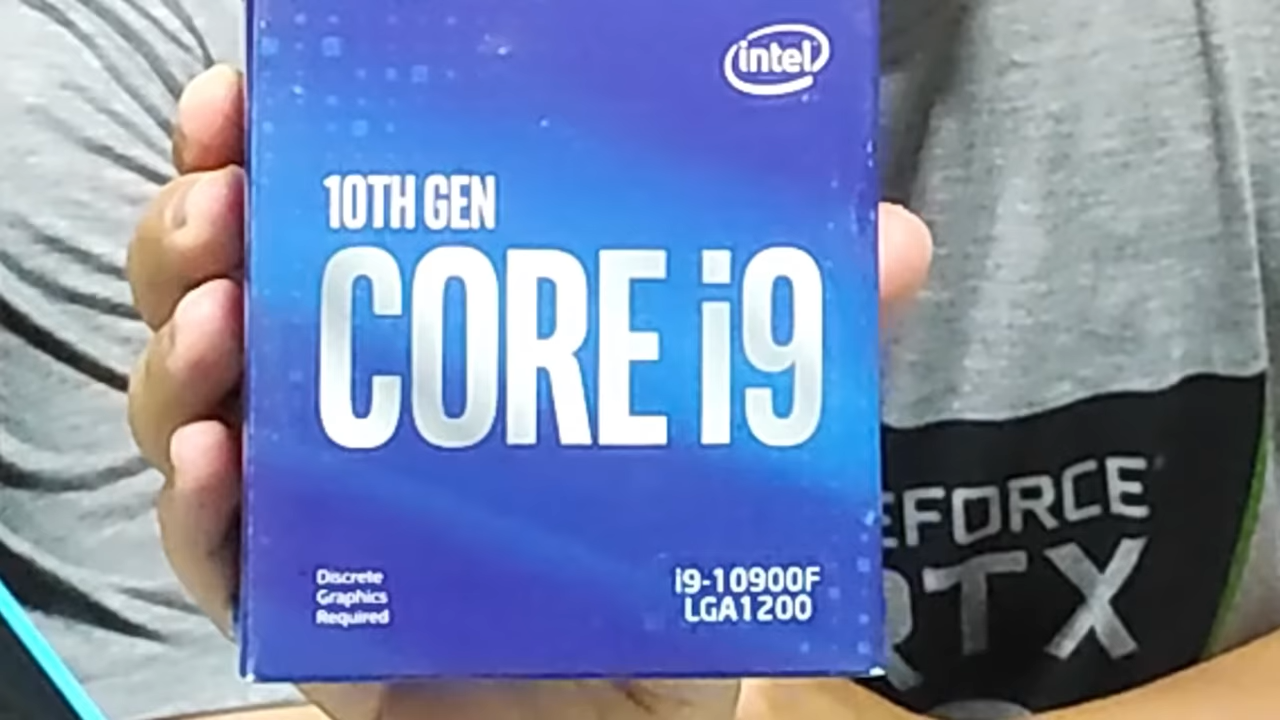 intel
10TH GEN
CORE i9
Discrete
Graphics
Required
i9-10900F
LGA1200
EFORCE
RTX